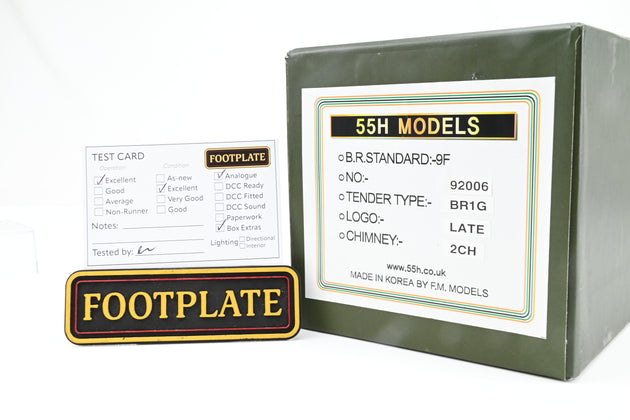 TEST CARD
FOOTPLATE
Operation
Excellent
Good
Average
Non-Runner
Condition
As-new
Excellent
Very Good
Good
Analogue
DCC Ready
DCC Fitted
DCC Sound
Paperwork
Box Extras
Notes:
Lighting Directional
Interior
Tested by:
FOOTPLATE
55H MODELS
B.R.STANDARD:-9F
NO:- 92006
TENDER TYPE:- BR1G
LOGO:- LATE
CHIMNEY:- 2CH
www.55h.co.uk
MADE IN KOREA BY F.M. MODELS